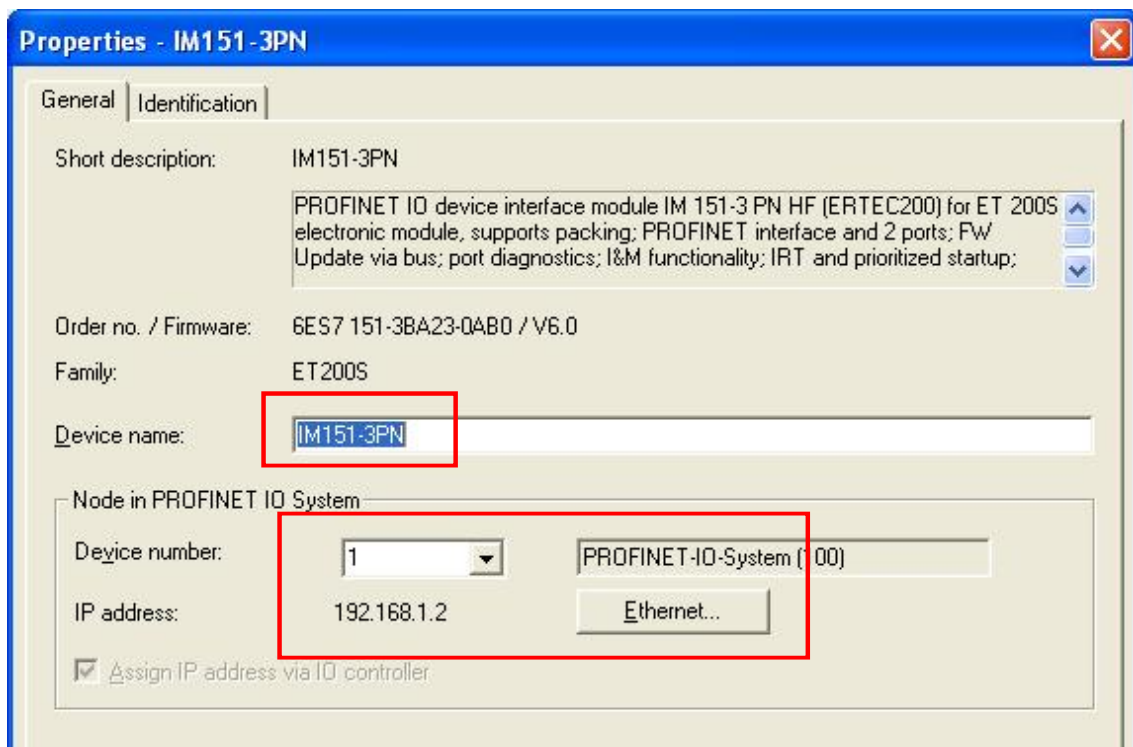 Properties - IM151-3PN
General Identification
Short description: IM151-3PN
PROFINET IO device interface module IM 151-3 PN HF (ERTEC200) for ET 200S
electronic module, supports packing; PROFINET interface and 2 ports; FW
Update via bus; port diagnostics; I&M functionality; IRT and prioritized startup;
Order no. / Firmware: 6ES7 151-3BA23-0AB0 / V6.0
Family: ET200S
Device name: IM151-3PN
Node in PROFINET IO System
Device number: 1 PROFINET-IO-System (100)
IP address: 192.168.1.2 Ethernet...
Assign IP address via IO controller